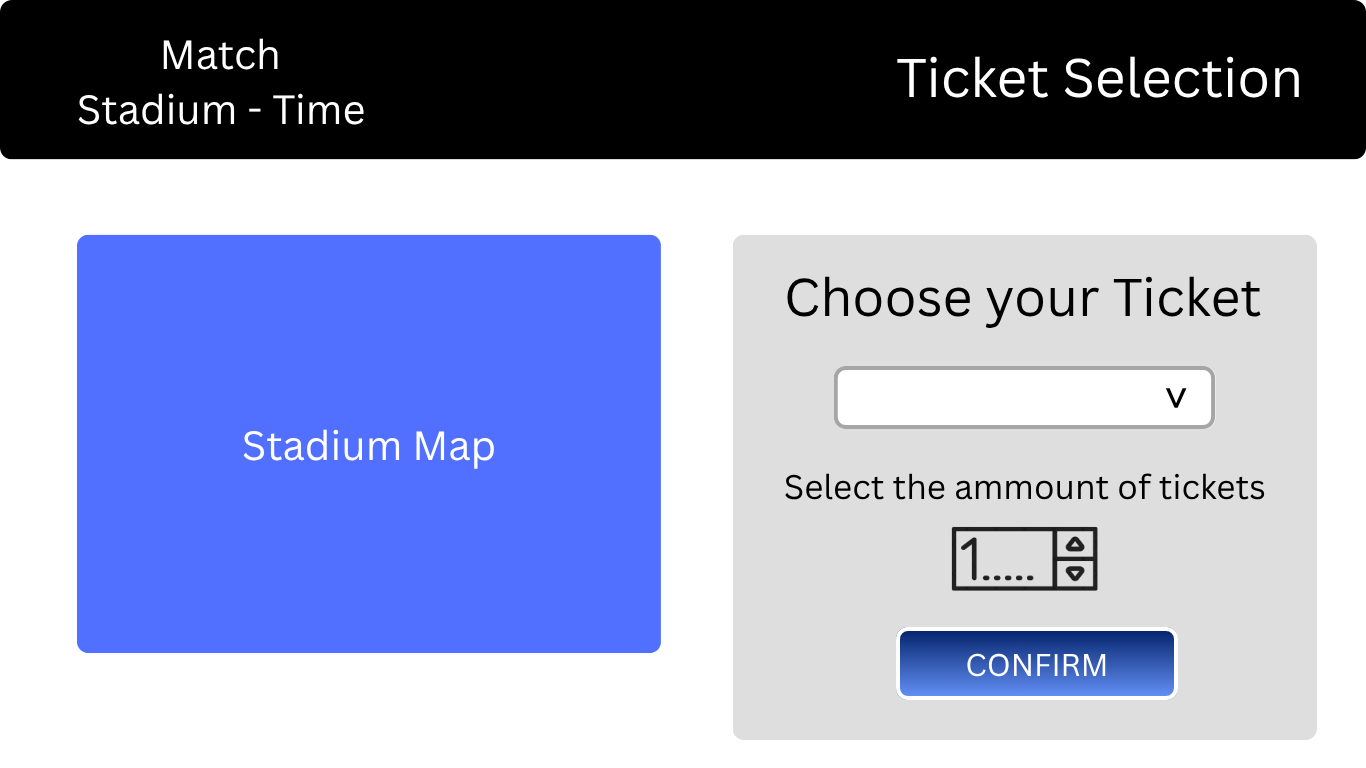 Match
Stadium - Time
Ticket Selection
Stadium Map
Choose your Ticket
V
Select the ammount of tickets
1.....
CONFIRM